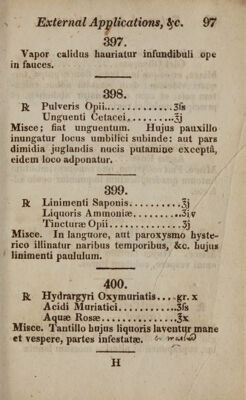 External Applications, &c. 97
397.
Vapor calidus hauriatur infundibuli ope
in fauces.
398.
℞ Pulveris Opii.............ʒſs
Unguenti Cetacei..........ʒj
Misce; fiat unguentum. Hujus pauxillo
inungatur locus umbilici subinde: aut pars
dimidia juglandis nucis putamine exceptâ,
eidem loco adponatur.
399.
℞ Linimenti Saponis..........ʒj
Liquoris Ammoniæ..........ʒiv
Tincturæ Opii..............ʒj
Misce. In languore, aut paroxysmo hyste-
rico illinatur naribus temporibus, &c. hujus
linimenti paululum.
400.
℞ Hydrargyri Oxymuriatis....gr. x
Acidi Muriatici............ʒſs
Aquæ Rosæ................℥x
Misce. Tantillo hujus liquoris laventur mane
et vespere, partes infestatæ.
H